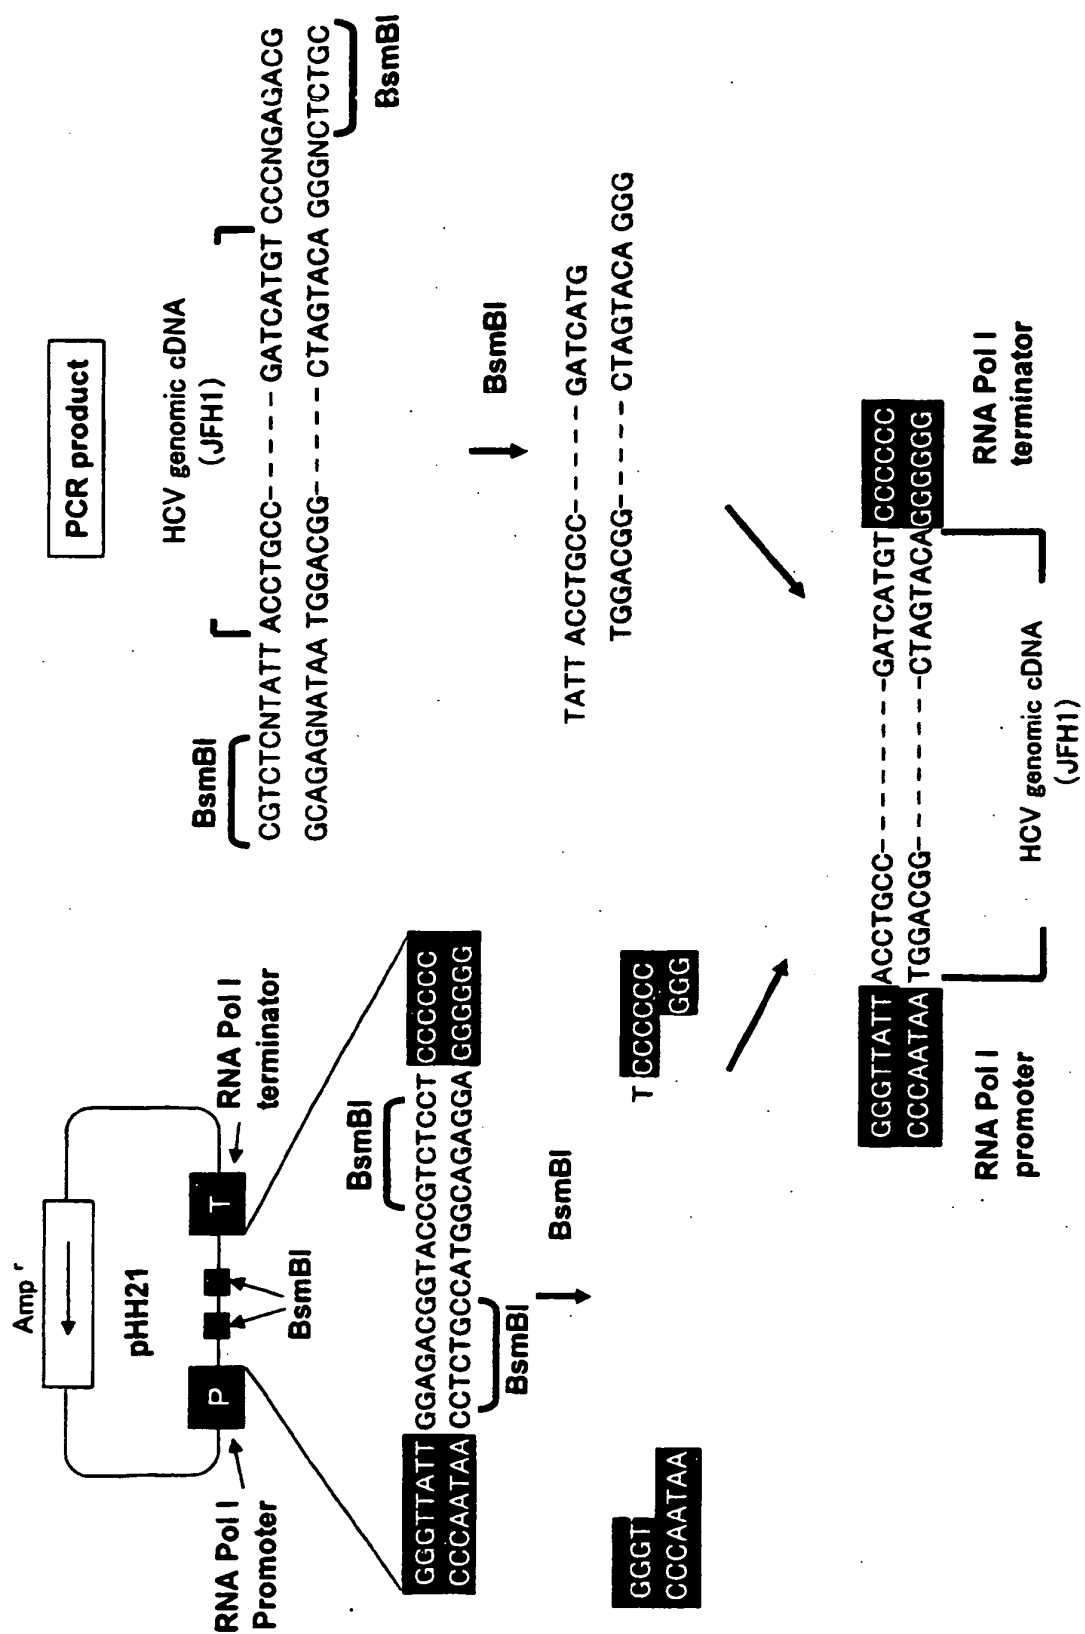 Amp r
pHH21
P
T
RNA Pol I
Promoter
BsmBI
RNA Pol I
terminator
BsmBI
GGGTTATT GGAGACGGTACCGTCTCCT CCCCCC
CCCAATAA CCTCTGCCATGGCAGAGGA GGGGGG
BsmBI
BsmBI
GGGT
CCCAATAA
T CCCCCC
GGG
PCR product
HCV genomic cDNA
(JFH1)
BsmBI
CGTCTCNTATT ACCTGCC-----GATCATGT CCCNGAGACG
GCAGAGNATAA TGGACGG-----CTAGTACA GGGNCTCTGC
BsmBI
BsmBI
TATT ACCTGCC------GATCATG
TGGACGG------CTAGTACA GGG
GGGTTATT ACCTGCC-------GATCATGT CCCCCC
CCCAATAA TGGACGG-------CTAGTACA GGGGGG
RNA Pol I
promoter
HCV genomic cDNA
(JFH1)
RNA Pol I
terminator